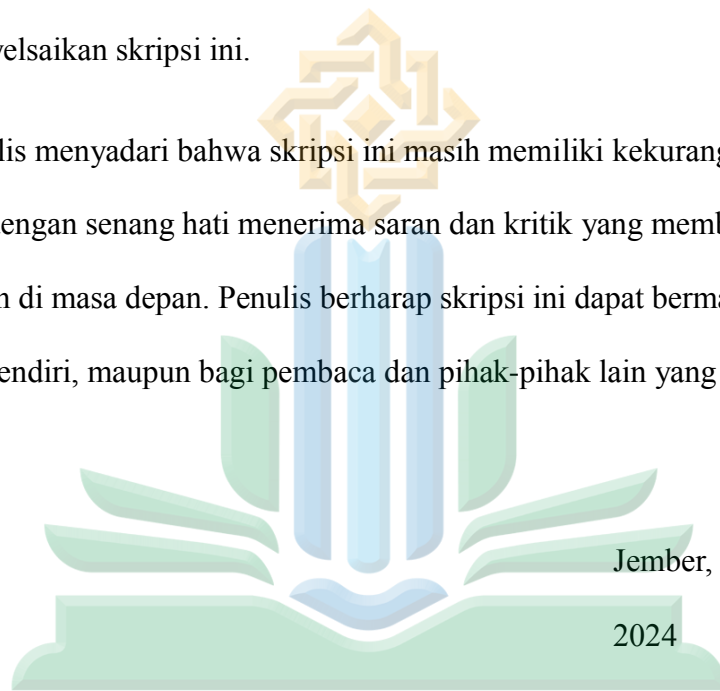 yelsaikan skripsi ini.
lis menyadari bahwa skripsi ini masih memiliki kekurang
dengan senang hati menerima saran dan kritik yang memb
n di masa depan. Penulis berharap skripsi ini dapat berma
endiri, maupun bagi pembaca dan pihak-pihak lain yang
Jember,
2024